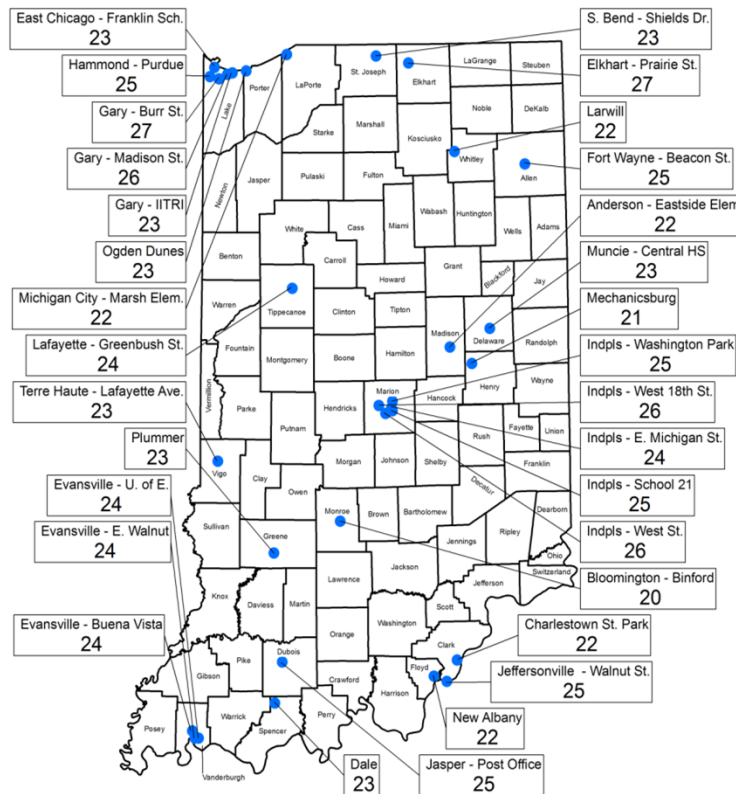 East Chicago - Franklin Sch.
23
Hammond - Purdue
25
Gary - Burr St.
27
Gary - Madison St.
26
Gary - IITRI
23
Ogden Dunes
23
Michigan City - Marsh Elem.
22
Lafayette - Greenbush St.
24
Terre Haute - Lafayette Ave.
23
Plummer
23
Evansville - U. of E.
24
Evansville - E. Walnut
24
Evansville - Buena Vista
24
S. Bend - Shields Dr.
23
Elkhart - Prairie St.
27
Larwill
22
Fort Wayne - Beacon St.
25
Anderson - Eastside Elem
22
Muncie - Central HS
23
Mechanicsburg
21
Indpls - Washington Park
25
Indpls - West 18th St.
26
Indpls - E. Michigan St.
24
Indpls - School 21
25
Indpls - West St.
26
Bloomington - Binford
20
Charlestown St. Park
22
Jeffersonville - Walnut St.
25
New Albany
22
Jasper - Post Office
25
Dale
23
Lake
Porter
LaPorte
St. Joseph
Elkhart
LaGrange
Steuben
Noble
DeKalb
Starke
Marshall
Kosciusko
Whitley
Allen
Newton
Jasper
Pulaski
Fulton
Wabash
Huntington
Miami
Wells
Adams
White
Cass
Benton
Carroll
Howard
Grant
Blackford
Jay
Warren
Tippecanoe
Clinton
Tipton
Madison
Delaware
Randolph
Fountain
Montgomery
Boone
Hamilton
Vermillion
Parke
Putnam
Hendricks
Marion
Hancock
Henry
Wayne
Rush
Fayette
Union
Vigo
Clay
Owen
Morgan
Johnson
Shelby
Franklin
Decatur
Sullivan
Greene
Monroe
Brown
Bartholomew
Jennings
Ripley
Dearborn
Ohio
Switzerland
Knox
Daviess
Martin
Lawrence
Jackson
Jefferson
Scott
Washington
Orange
Clark
Floyd
Harrison
Crawford
Dubois
Pike
Gibson
Posey
Warrick
Spencer
Perry
Vanderburgh